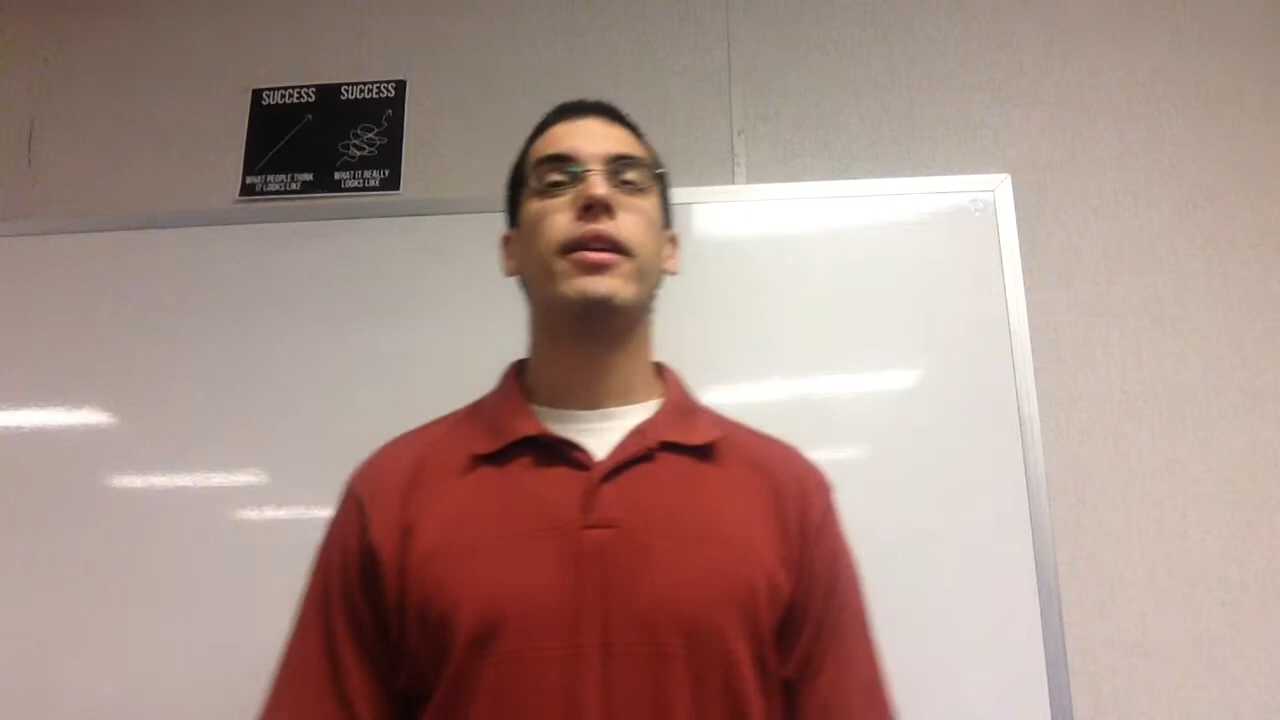 SUCCESS
WHAT PEOPLE THINK
IT LOOKS LIKE
SUCCESS
WHAT IT REALLY
LOOKS LIKE